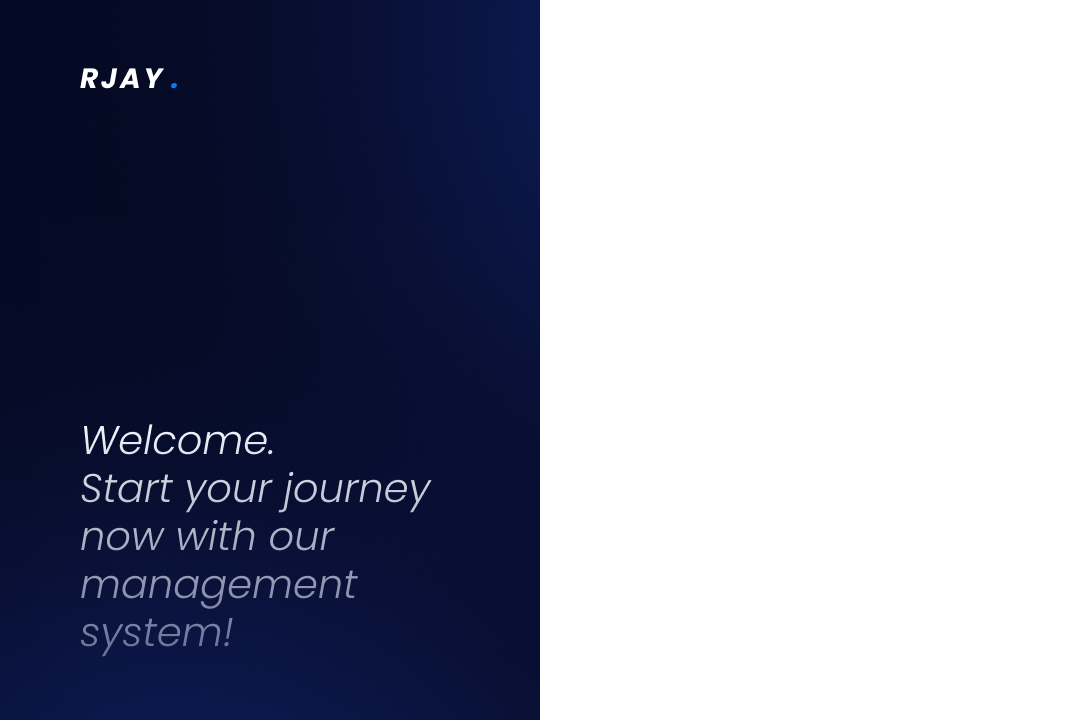 RJAY.
Welcome.
Start your journey
now with our
management
system!